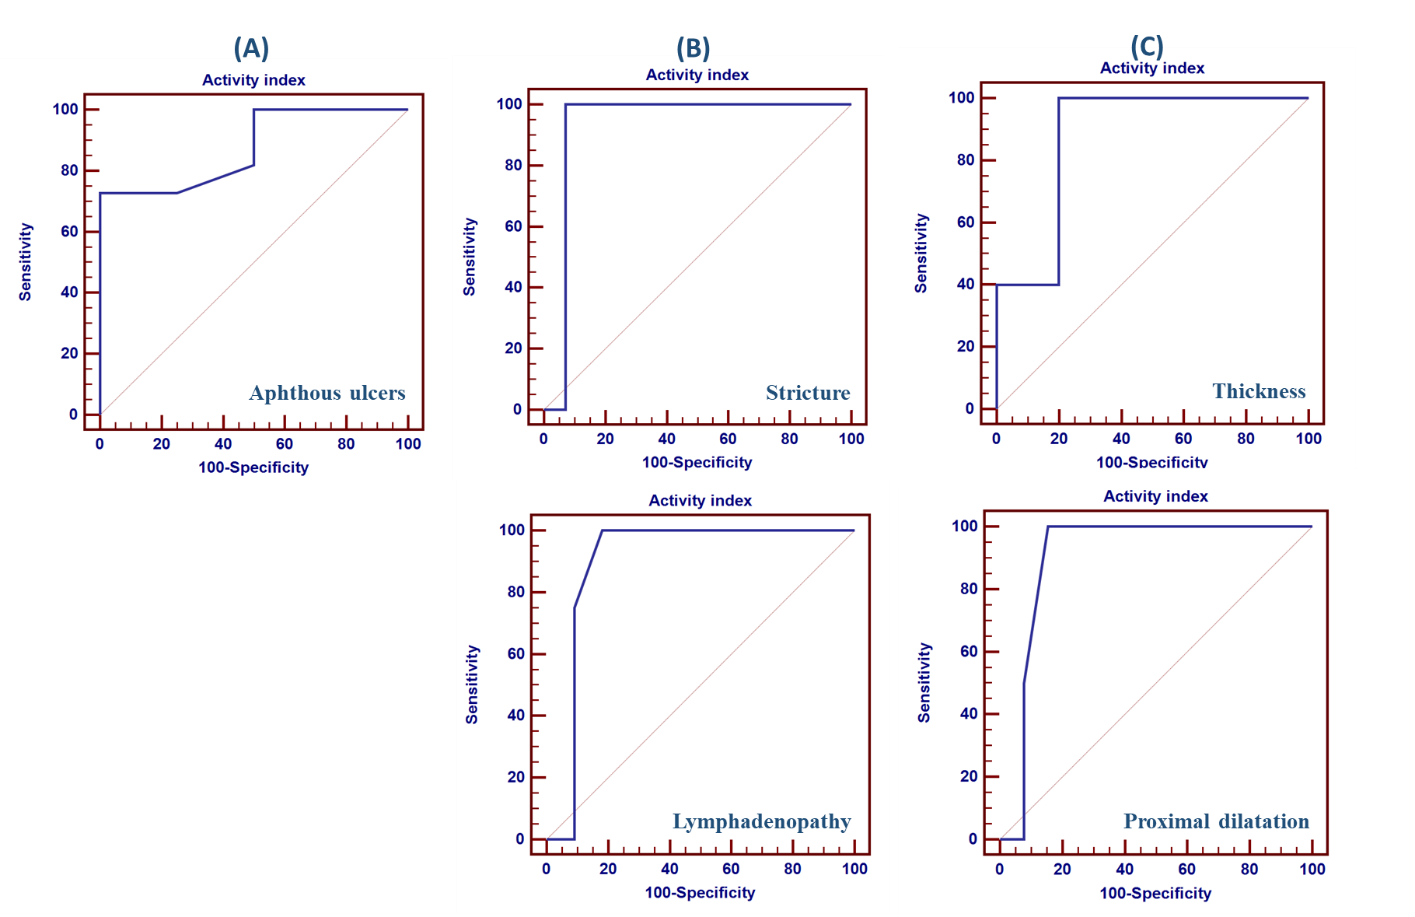 (A)
Activity index
100
80
60
40
20
0
Sensitivity
Aphthous ulcers
0 20 40 60 80 100
100-Specificity
(B)
Activity index
100
80
60
40
20
0
Sensitivity
Stricture
0 20 40 60 80 100
100-Specificity
(C)
Activity index
100
80
60
40
20
0
Sensitivity
Thickness
0 20 40 60 80 100
100-Specificity
Activity index
100
80
60
40
20
0
Sensitivity
Lymphadenopathy
0 20 40 60 80 100
100-Specificity
Activity index
100
80
60
40
20
0
Sensitivity
Proximal dilatation
0 20 40 60 80 100
100-Specificity